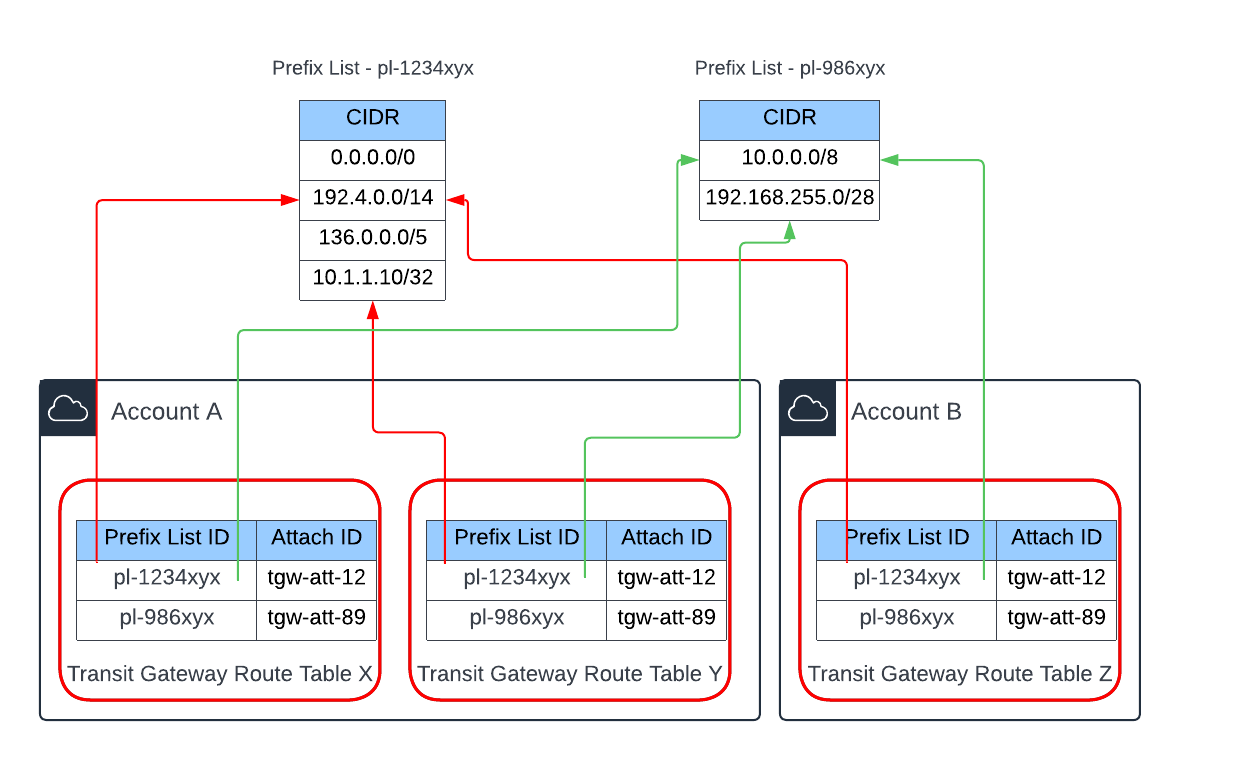 Prefix List - pl-1234xyx
CIDR
0.0.0.0/0
192.4.0.0/14
136.0.0.0/5
10.1.1.10/32
Prefix List - pl-986xyx
CIDR
10.0.0.0/8
192.168.255.0/28
Account A
Prefix List ID Attach ID
pl-1234xyx tgw-att-12
pl-986xyx tgw-att-89
Transit Gateway Route Table X
Prefix List ID Attach ID
pl-1234xyx tgw-att-12
pl-986xyx tgw-att-89
Transit Gateway Route Table Y
Account B
Prefix List ID Attach ID
pl-1234xyx tgw-att-12
pl-986xyx tgw-att-89
Transit Gateway Route Table Z